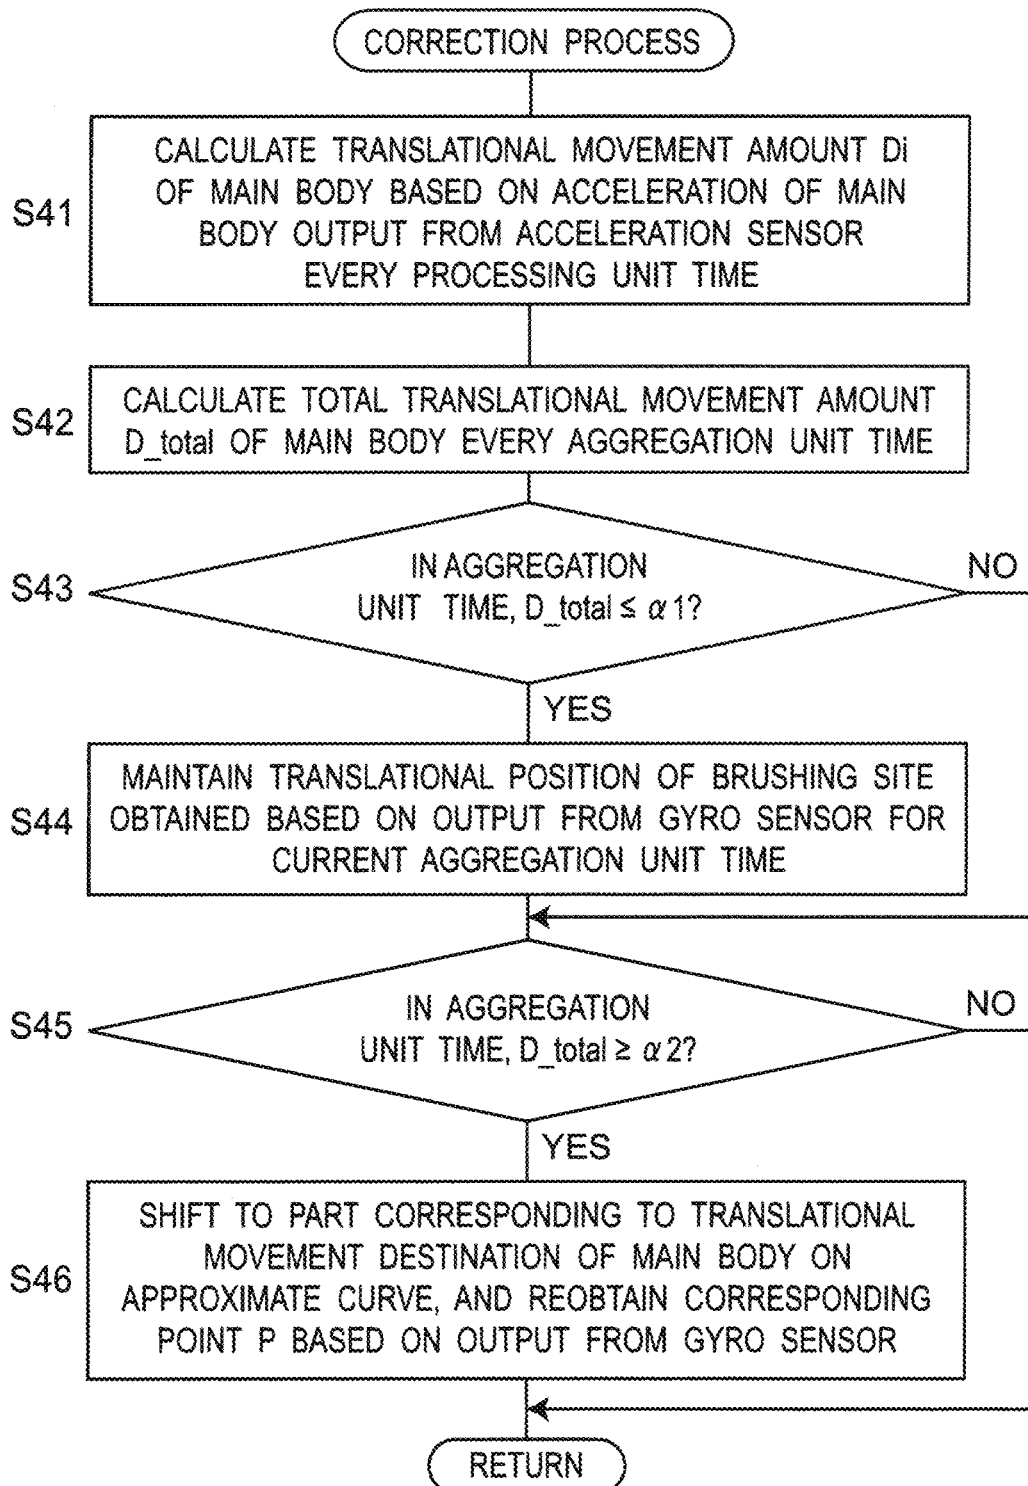 CORRECTION PROCESS
S41
CALCULATE TRANSLATIONAL MOVEMENT AMOUNT Di
OF MAIN BODY BASED ON ACCELERATION OF MAIN
BODY OUTPUT FROM ACCELERATION SENSOR
EVERY PROCESSING UNIT TIME
S42
CALCULATE TOTAL TRANSLATIONAL MOVEMENT AMOUNT
D_total OF MAIN BODY EVERY AGGREGATION UNIT TIME
S43
IN AGGREGATION
UNIT TIME, D_total ≦ α1?
NO
YES
S44
MAINTAIN TRANSLATIONAL POSITION OF BRUSHING SITE
OBTAINED BASED ON OUTPUT FROM GYRO SENSOR FOR
CURRENT AGGREGATION UNIT TIME
S45
IN AGGREGATION
UNIT TIME, D_total ≧ α2?
NO
YES
S46
SHIFT TO PART CORRESPONDING TO TRANSLATIONAL
MOVEMENT DESTINATION OF MAIN BODY ON
APPROXIMATE CURVE, AND REOBTAIN CORRESPONDING
POINT P BASED ON OUTPUT FROM GYRO SENSOR
RETURN